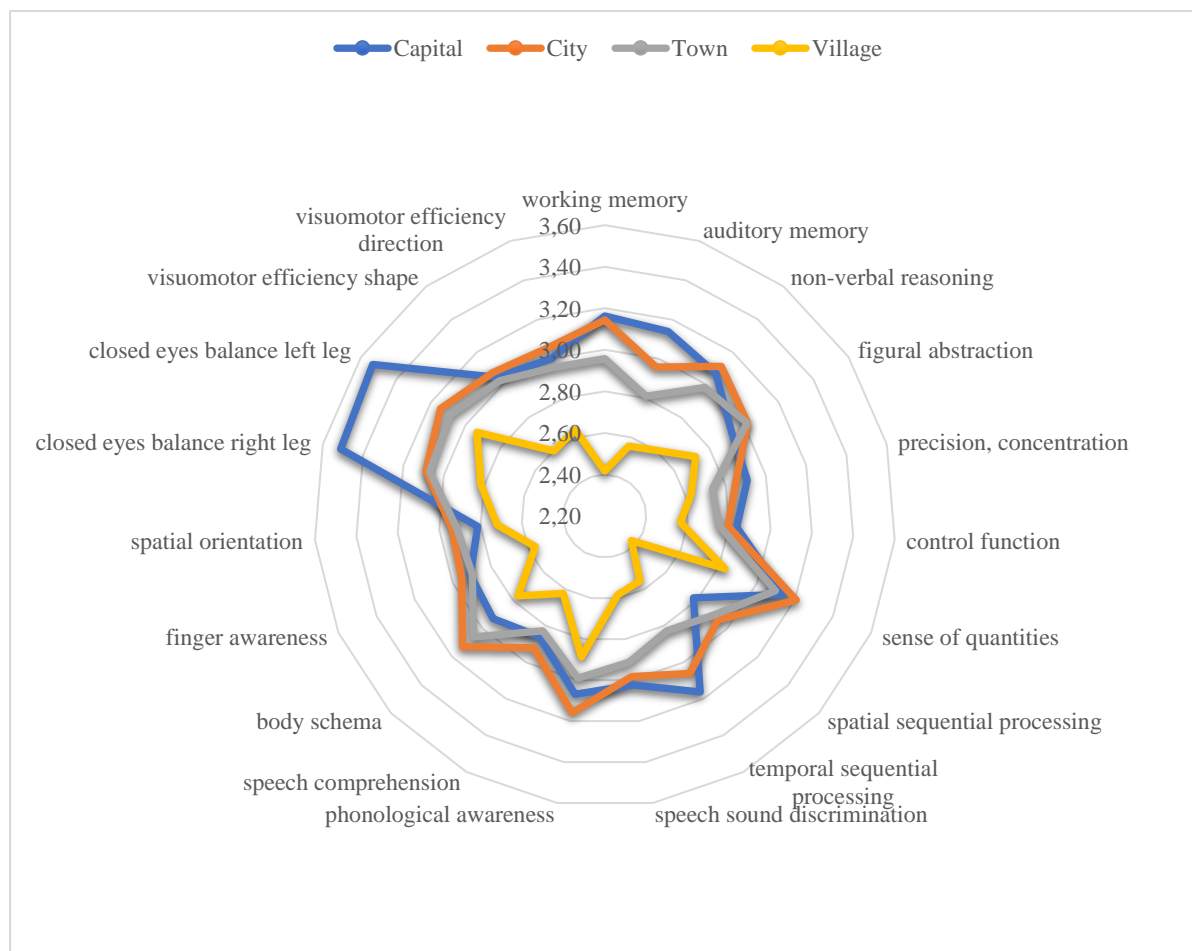 Capital City Town Village
working memory
auditory memory
non-verbal reasoning
figural abstraction
precision, concentration
control function
sense of quantities
spatial sequential processing
temporal sequential
processing
speech sound discrimination
phonological awareness
speech comprehension
body schema
finger awareness
spatial orientation
closed eyes balance right leg
closed eyes balance left leg
visuomotor efficiency shape
visuomotor efficiency
direction
3,60
3,40
3,20
3,00
2,80
2,60
2,40
2,20